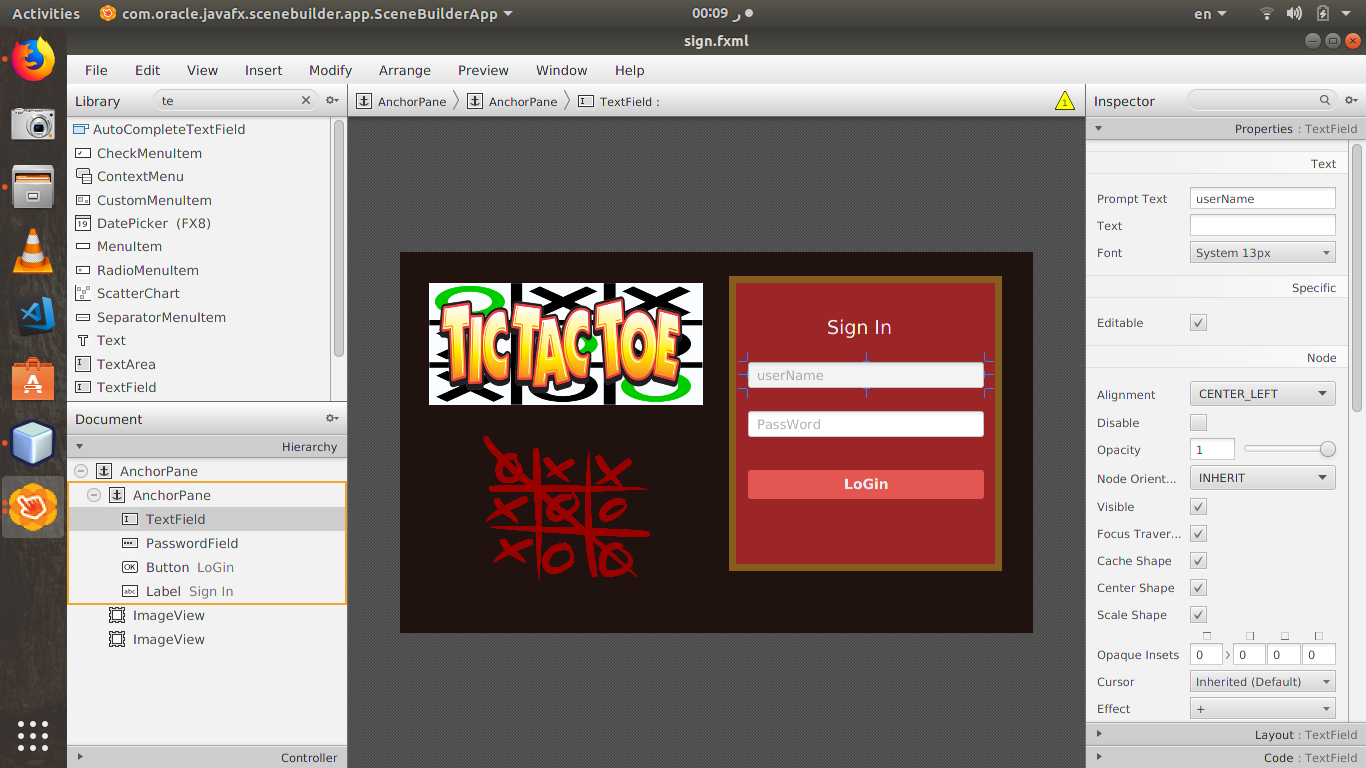 Activities com.oracle.javafx.scenebuilder.app.SceneBuilderApp 00:09 ر en
sign.fxml
File Edit View Insert Modify Arrange Preview Window Help
Library te
AutoCompleteTextField
CheckMenuItem
ContextMenu
CustomMenuItem
19 DatePicker (FX8)
MenuItem
RadioMenuItem
ScatterChart
SeparatorMenuItem
T Text
TextArea
TextField
Document
Hierarchy
AnchorPane
AnchorPane
TextField
PasswordField
OK Button LoGin
abc Label Sign In
ImageView
ImageView
Controller
AnchorPane AnchorPane TextField : 1
TIC TAC TOE
Sign In
userName
PassWord
LoGin
Inspector
Properties : TextField
Text
Prompt Text userName
Text
Font System 13px
Specific
Editable
Node
Alignment CENTER_LEFT
Disable
Opacity 1
Node Orient... INHERIT
Visible
Focus Traver...
Cache Shape
Center Shape
Scale Shape
Opaque Insets 0 0 0 0
Cursor Inherited (Default)
Effect +
Layout : TextField
Code : TextField